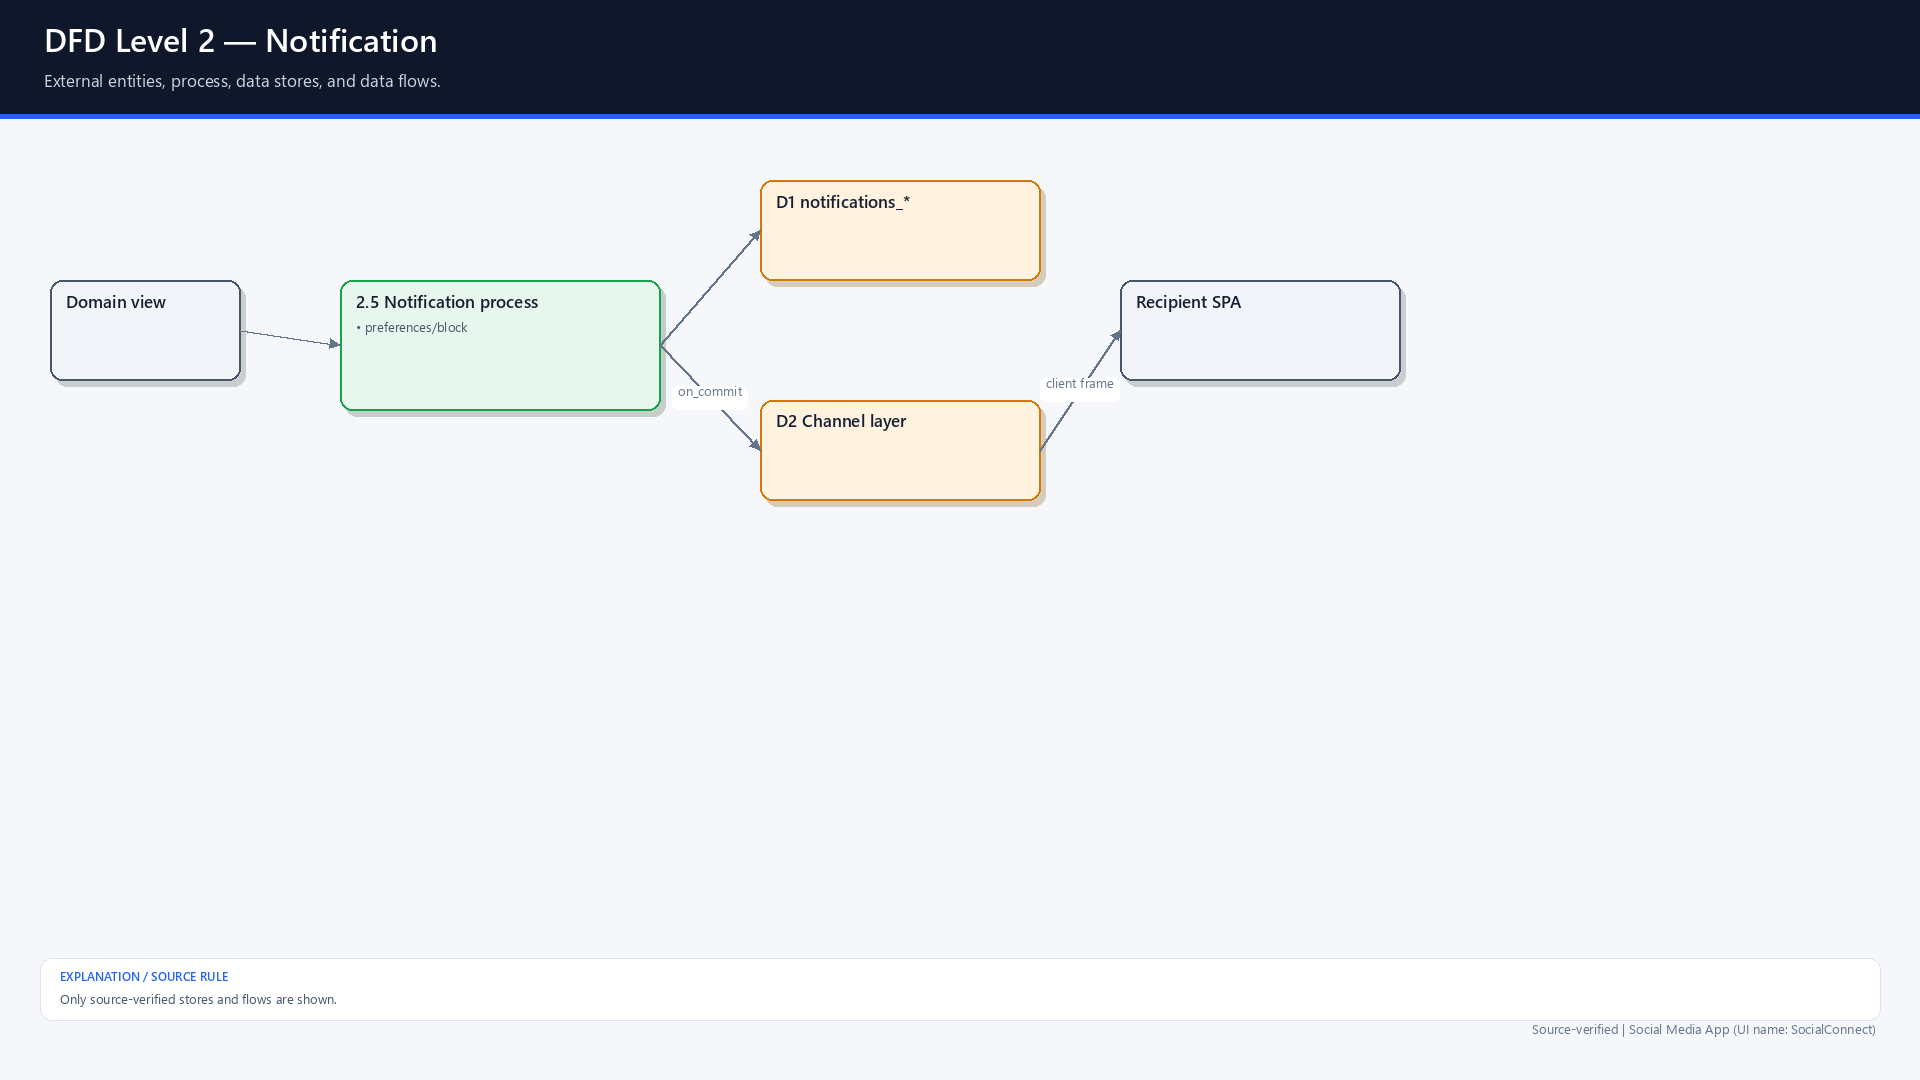 DFD Level 2 — Notification
External entities, process, data stores, and data flows.
D1 notifications_*
Domain view
2.5 Notification process
• preferences/block
Recipient SPA
on_commit
client frame
D2 Channel layer
EXPLANATION / SOURCE RULE
Only source-verified stores and flows are shown.
Source-verified | Social Media App (UI name: SocialConnect)